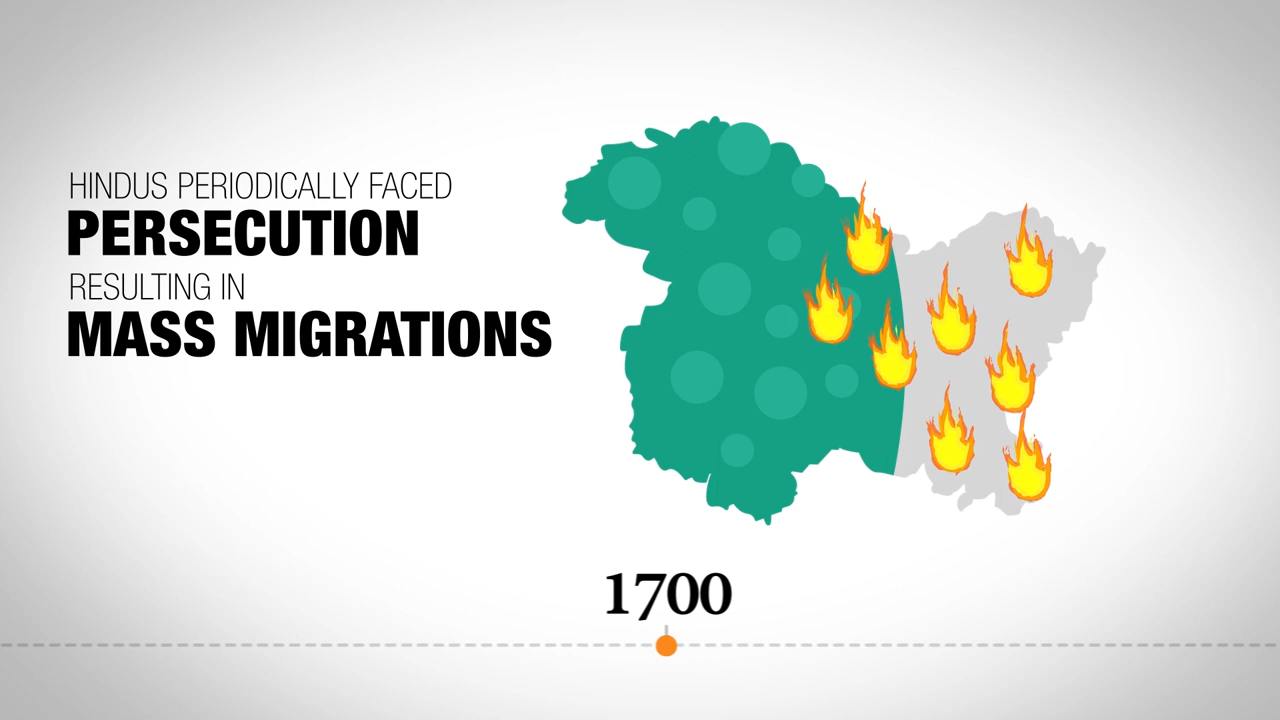 HINDUS PERIODICALLY FACED
PERSECUTION
RESULTING IN
MASS MIGRATIONS
1700